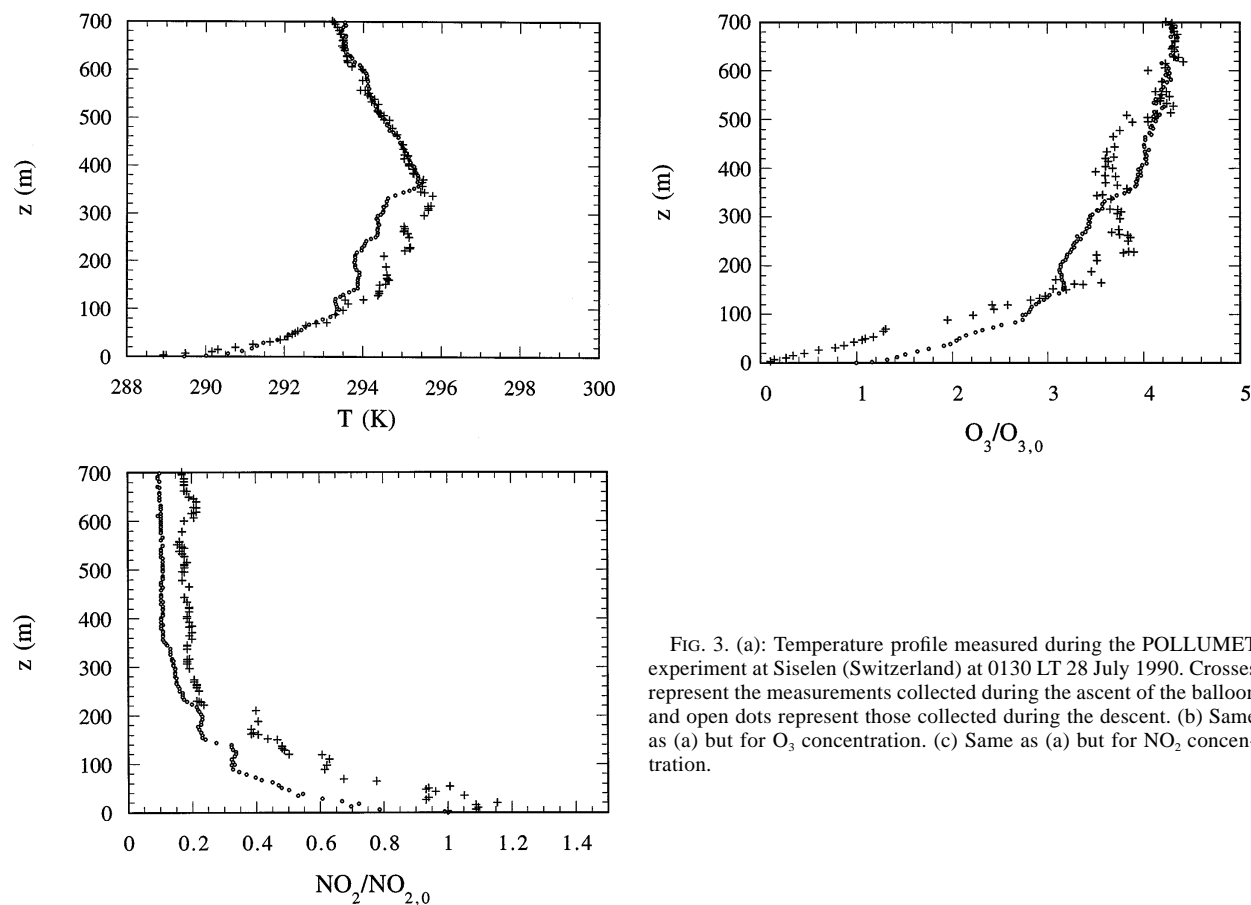 700
600
500
400
300
200
100
0
z (m)
288 290 292 294 296 298 300
T (K)
700
600
500
400
300
200
100
0
z (m)
0 1 2 3 4 5
O₃/O₃,₀
700
600
500
400
300
200
100
0
z (m)
0 0.2 0.4 0.6 0.8 1 1.2 1.4
NO₂/NO₂,₀
FIG. 3. (a): Temperature profile measured during the POLLUMET
experiment at Siselen (Switzerland) at 0130 LT 28 July 1990. Crosses
represent the measurements collected during the ascent of the balloon
and open dots represent those collected during the descent. (b) Same
as (a) but for O₃ concentration. (c) Same as (a) but for NO₂ concen-
tration.